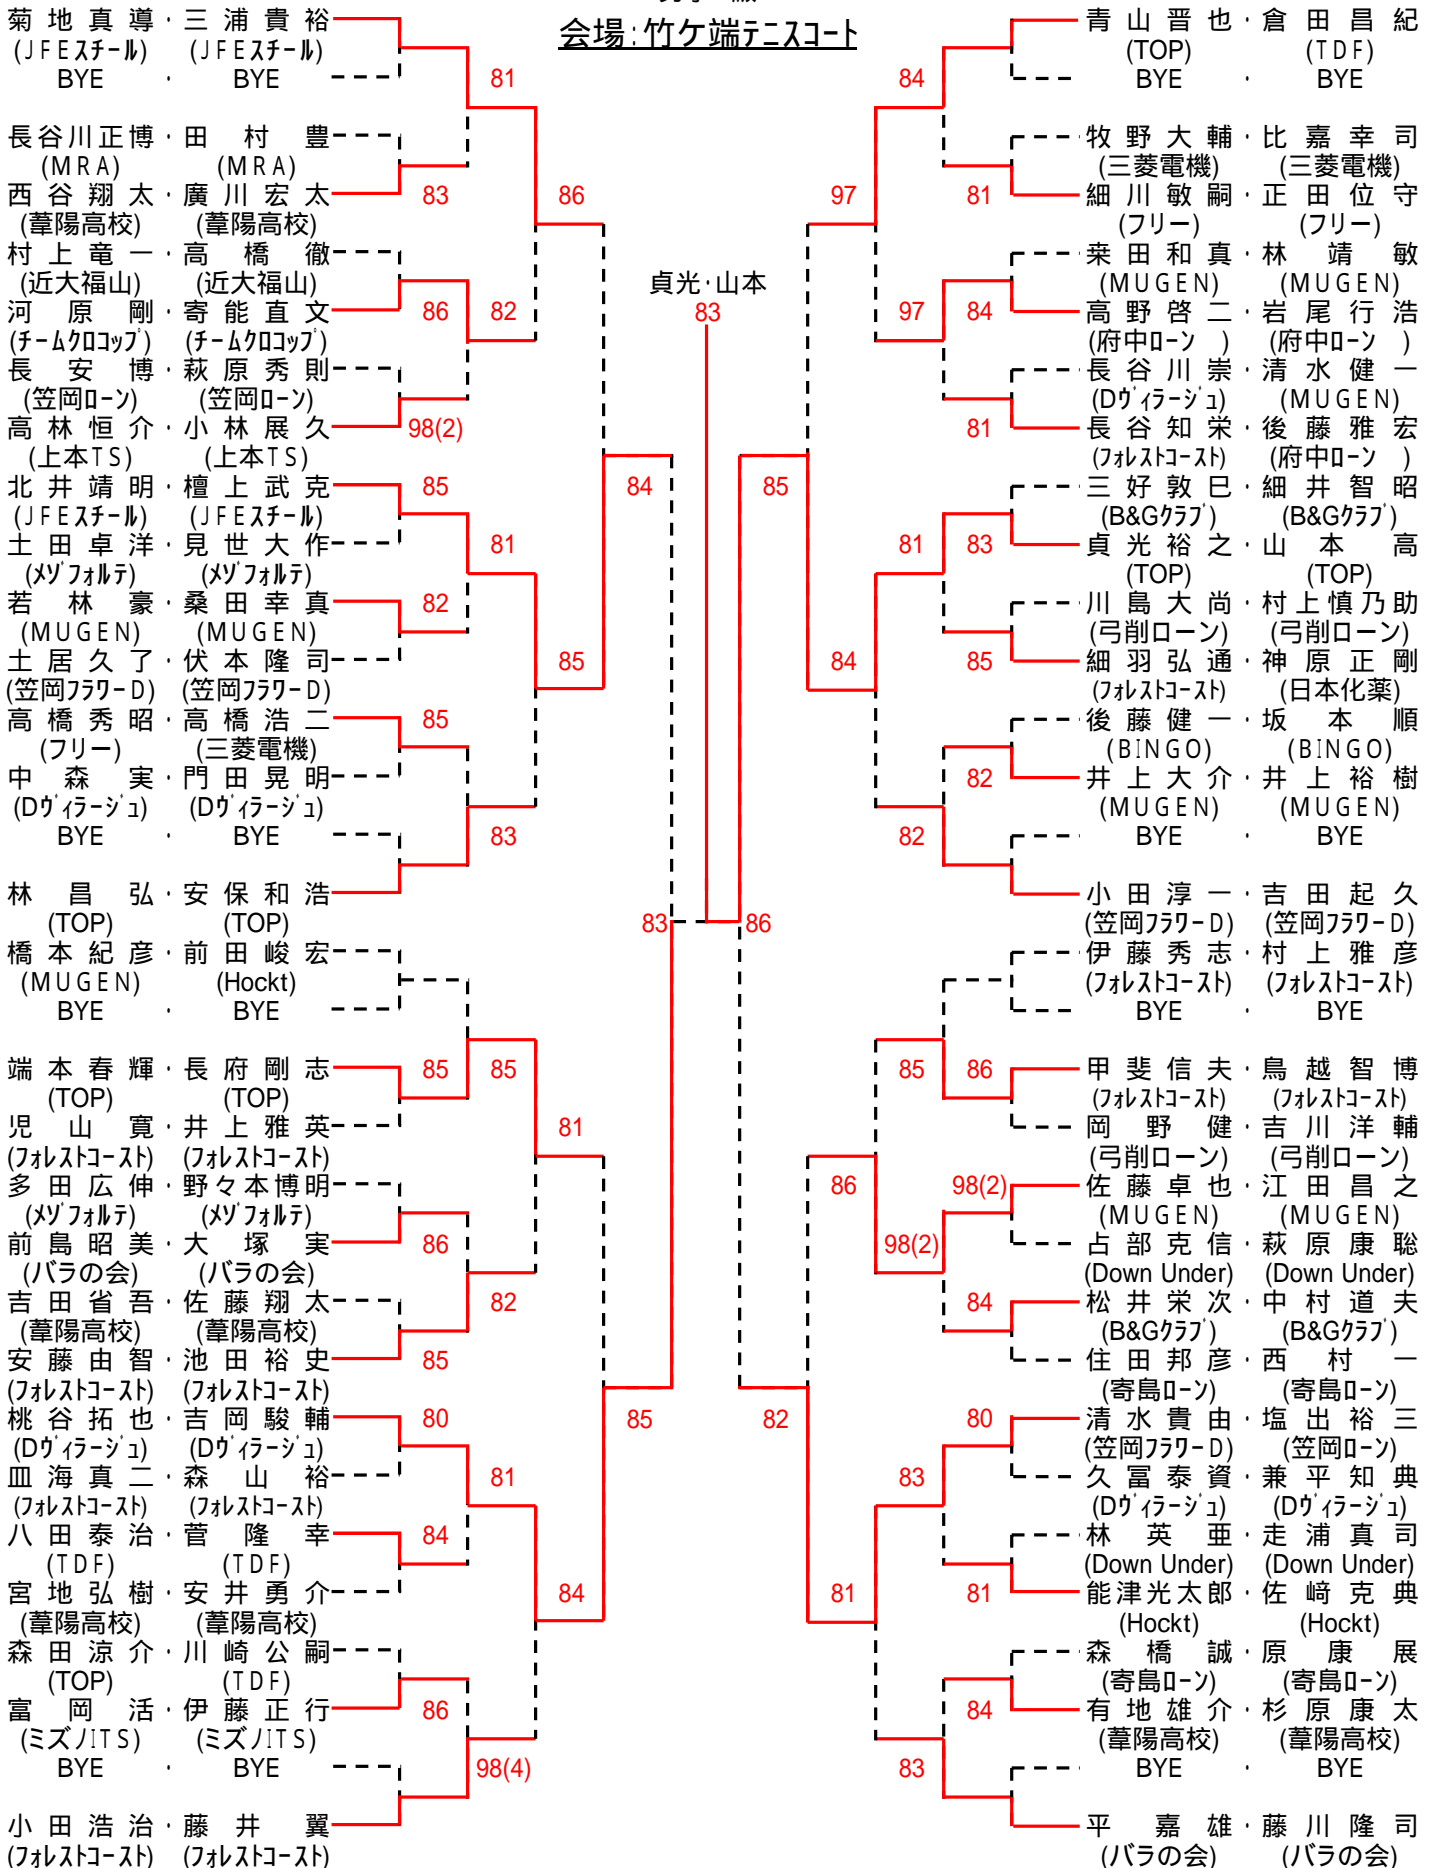 会場:竹ケ端テニスコート
菊地真導・三浦貴裕
(JFEスチール) (JFEスチール)
BYE ・ BYE
81
長谷川正博・田村豊
(MRA) (MRA)
西谷翔太・廣川宏太
83
86
(葦陽高校) (葦陽高校)
村上竜一・高橋徹
(近大福山) (近大福山)
河原剛・寄能直文
86
82
(チームクロコップ) (チームクロコップ)
長安博・萩原秀則
(笠岡ローン) (笠岡ローン)
高林恒介・小林展久
98(2)
(上本TS) (上本TS)
北井靖明・檀上武克
85
84
(JFEスチール) (JFEスチール)
土田卓洋・見世大作
81
(メゾフォルテ) (メゾフォルテ)
若林豪・桑田幸真
82
(MUGEN) (MUGEN)
土居久了・伏本隆司
85
(笠岡フラワーD) (笠岡フラワーD)
高橋秀昭・高橋浩二
85
(フリー) (三菱電機)
中森実・門田晃明
(Dヴィラージュ) (Dヴィラージュ)
BYE ・ BYE
83
林昌弘・安保和浩
(TOP) (TOP)
83
橋本紀彦・前田峻宏
(MUGEN) (Hockt)
BYE ・ BYE
端本春輝・長府剛志
85
85
(TOP) (TOP)
児山寛・井上雅英
81
(フォレストコースト) (フォレストコースト)
多田広伸・野々本博明
(メゾフォルテ) (メゾフォルテ)
前島昭美・大塚実
86
(バラの会) (バラの会)
吉田省吾・佐藤翔太
82
(葦陽高校) (葦陽高校)
安藤由智・池田裕史
85
(フォレストコースト) (フォレストコースト)
桃谷拓也・吉岡駿輔
80
85
(Dヴィラージュ) (Dヴィラージュ)
皿海真二・森山裕
81
(フォレストコースト) (フォレストコースト)
八田泰治・菅隆幸
84
(TDF) (TDF)
宮地弘樹・安井勇介
84
(葦陽高校) (葦陽高校)
森田涼介・川崎公嗣
(TOP) (TDF)
富岡活・伊藤正行
86
(ミズノITS) (ミズノITS)
BYE ・ BYE
98(4)
小田浩治・藤井翼
(フォレストコースト) (フォレストコースト)
貞光・山本
83
青山晋也・倉田昌紀
(TOP) (TDF)
84
BYE ・ BYE
牧野大輔・比嘉幸司
(三菱電機) (三菱電機)
97
81
細川敏嗣・正田位守
(フリー) (フリー)
桒田和真・林靖敏
(MUGEN) (MUGEN)
97
84
高野啓二・岩尾行浩
(府中ローン ) (府中ローン )
長谷川崇・清水健一
(Dヴィラージュ) (MUGEN)
81
長谷知栄・後藤雅宏
(フォレストコースト) (府中ローン )
85
三好敦巳・細井智昭
(B&Gクラブ) (B&Gクラブ)
81
83
貞光裕之・山本高
(TOP) (TOP)
川島大尚・村上慎乃助
(弓削ローン) (弓削ローン)
84
85
細羽弘通・神原正剛
(フォレストコースト) (日本化薬)
後藤健一・坂本順
(BINGO) (BINGO)
82
井上大介・井上裕樹
(MUGEN) (MUGEN)
82
BYE ・ BYE
小田淳一・吉田起久
(笠岡フラワーD) (笠岡フラワーD)
86
伊藤秀志・村上雅彦
(フォレストコースト) (フォレストコースト)
BYE ・ BYE
85
86
甲斐信夫・鳥越智博
(フォレストコースト) (フォレストコースト)
岡野健・吉川洋輔
(弓削ローン) (弓削ローン)
86
98(2)
佐藤卓也・江田昌之
(MUGEN) (MUGEN)
98(2)
占部克信・萩原康聡
(Down Under) (Down Under)
84
松井栄次・中村道夫
(B&Gクラブ) (B&Gクラブ)
住田邦彦・西村一
(寄島ローン) (寄島ローン)
82
80
清水貴由・塩出裕三
(笠岡フラワーD) (笠岡ローン)
83
久冨泰資・兼平知典
(Dヴィラージュ) (Dヴィラージュ)
林英亜・走浦真司
(Down Under) (Down Under)
81
81
能津光太郎・佐﨑克典
(Hockt) (Hockt)
森橋誠・原康展
(寄島ローン) (寄島ローン)
84
有地雄介・杉原康太
(葦陽高校) (葦陽高校)
83
BYE ・ BYE
平嘉雄・藤川隆司
(バラの会) (バラの会)